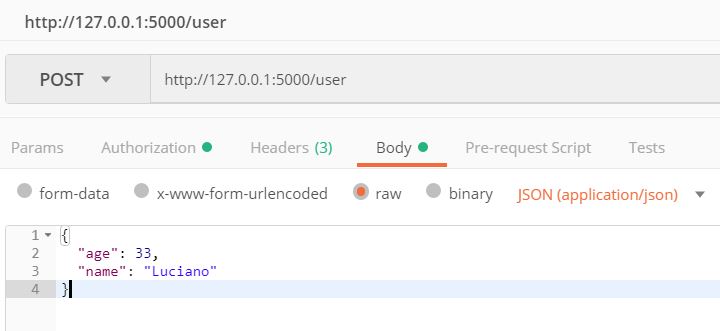 http://127.0.0.1:5000/user
POST http://127.0.0.1:5000/user
Params Authorization Headers (3) Body Pre-request Script Tests
form-data x-www-form-urlencoded raw binary JSON (application/json)
1 {
2 "age": 33,
3 "name": "Luciano"
4 }